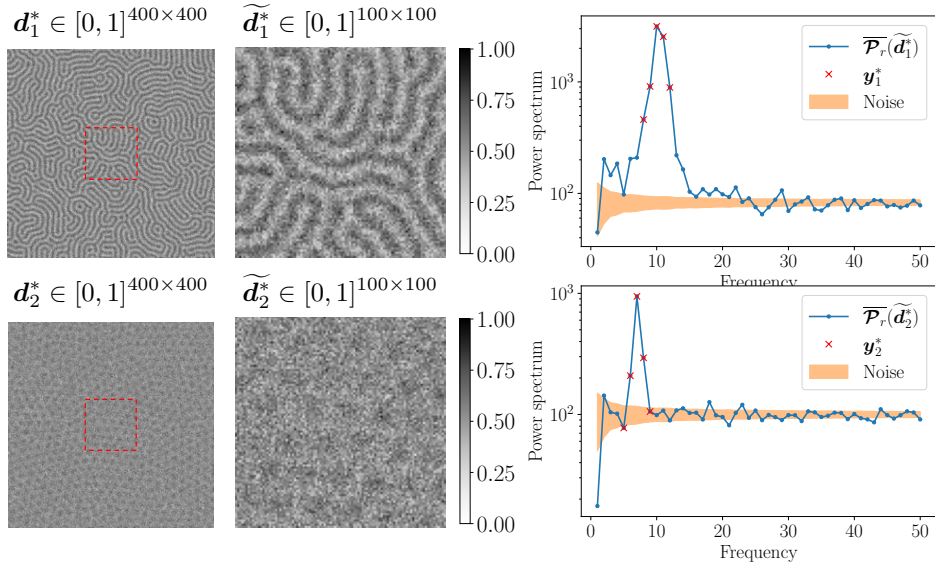 d₁* ∈ [0, 1]^{400×400}
d̃₁* ∈ [0, 1]^{100×100}
1.00
0.75
0.50
0.25
0.00
Power spectrum
10³
10²
0 10 20 30 40 50
Frequency
P̅ᵣ(d̃₁*)
y₁*
Noise
d₂* ∈ [0, 1]^{400×400}
d̃₂* ∈ [0, 1]^{100×100}
1.00
0.75
0.50
0.25
0.00
Power spectrum
10³
10²
0 10 20 30 40 50
Frequency
P̅ᵣ(d̃₂*)
y₂*
Noise